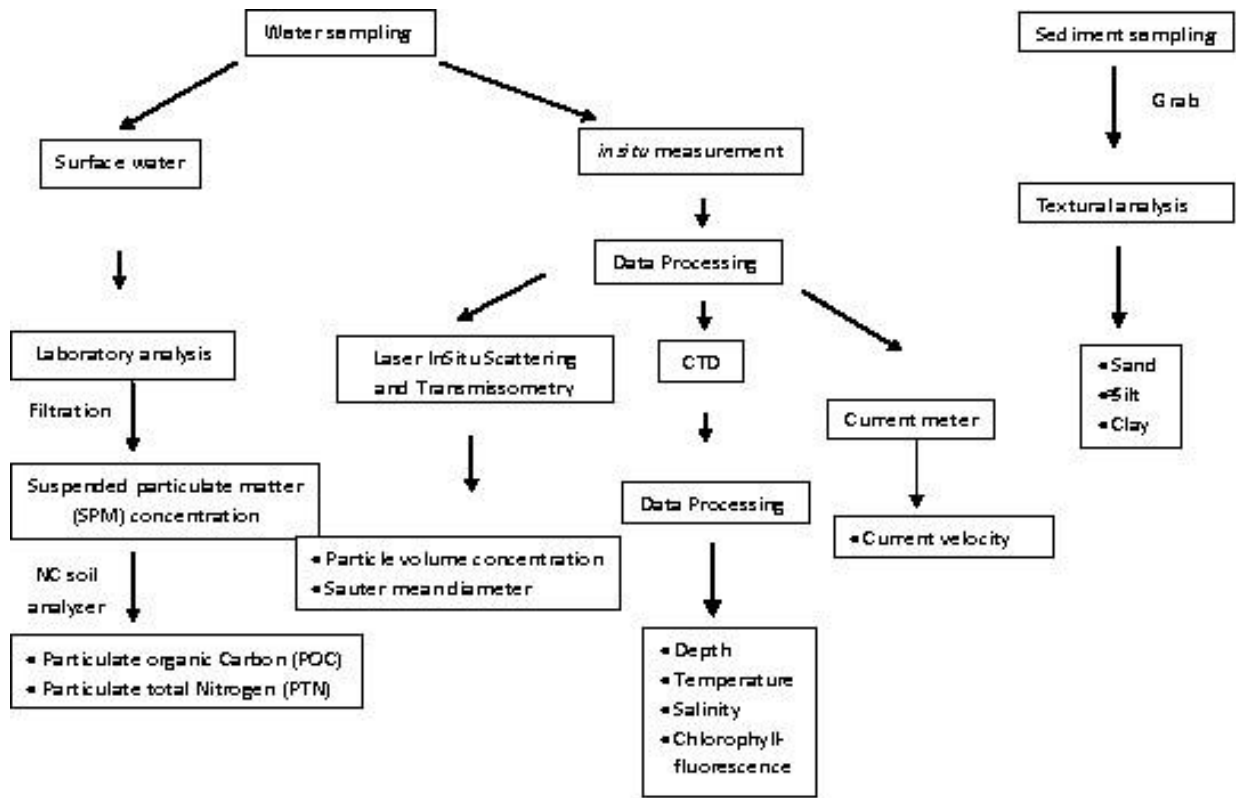 Water sampling
Sediment sampling
Grab
Surface water
in situ measurement
Textural analysis
Data Processing
Laboratory analysis
Laser InSitu Scattering
and Transmissometry
CTD
• Sand
• Silt
• Clay
Filtration
Current meter
Suspended particulate matter
(SPM) concentration
Data Processing
• Current velocity
• Particle volume concentration
• Sauter mean diameter
NC soil
analyzer
• Particulate organic Carbon (POC)
• Particulate total Nitrogen (PTN)
• Depth
• Temperature
• Salinity
• Chlorophyll-
fluorescence